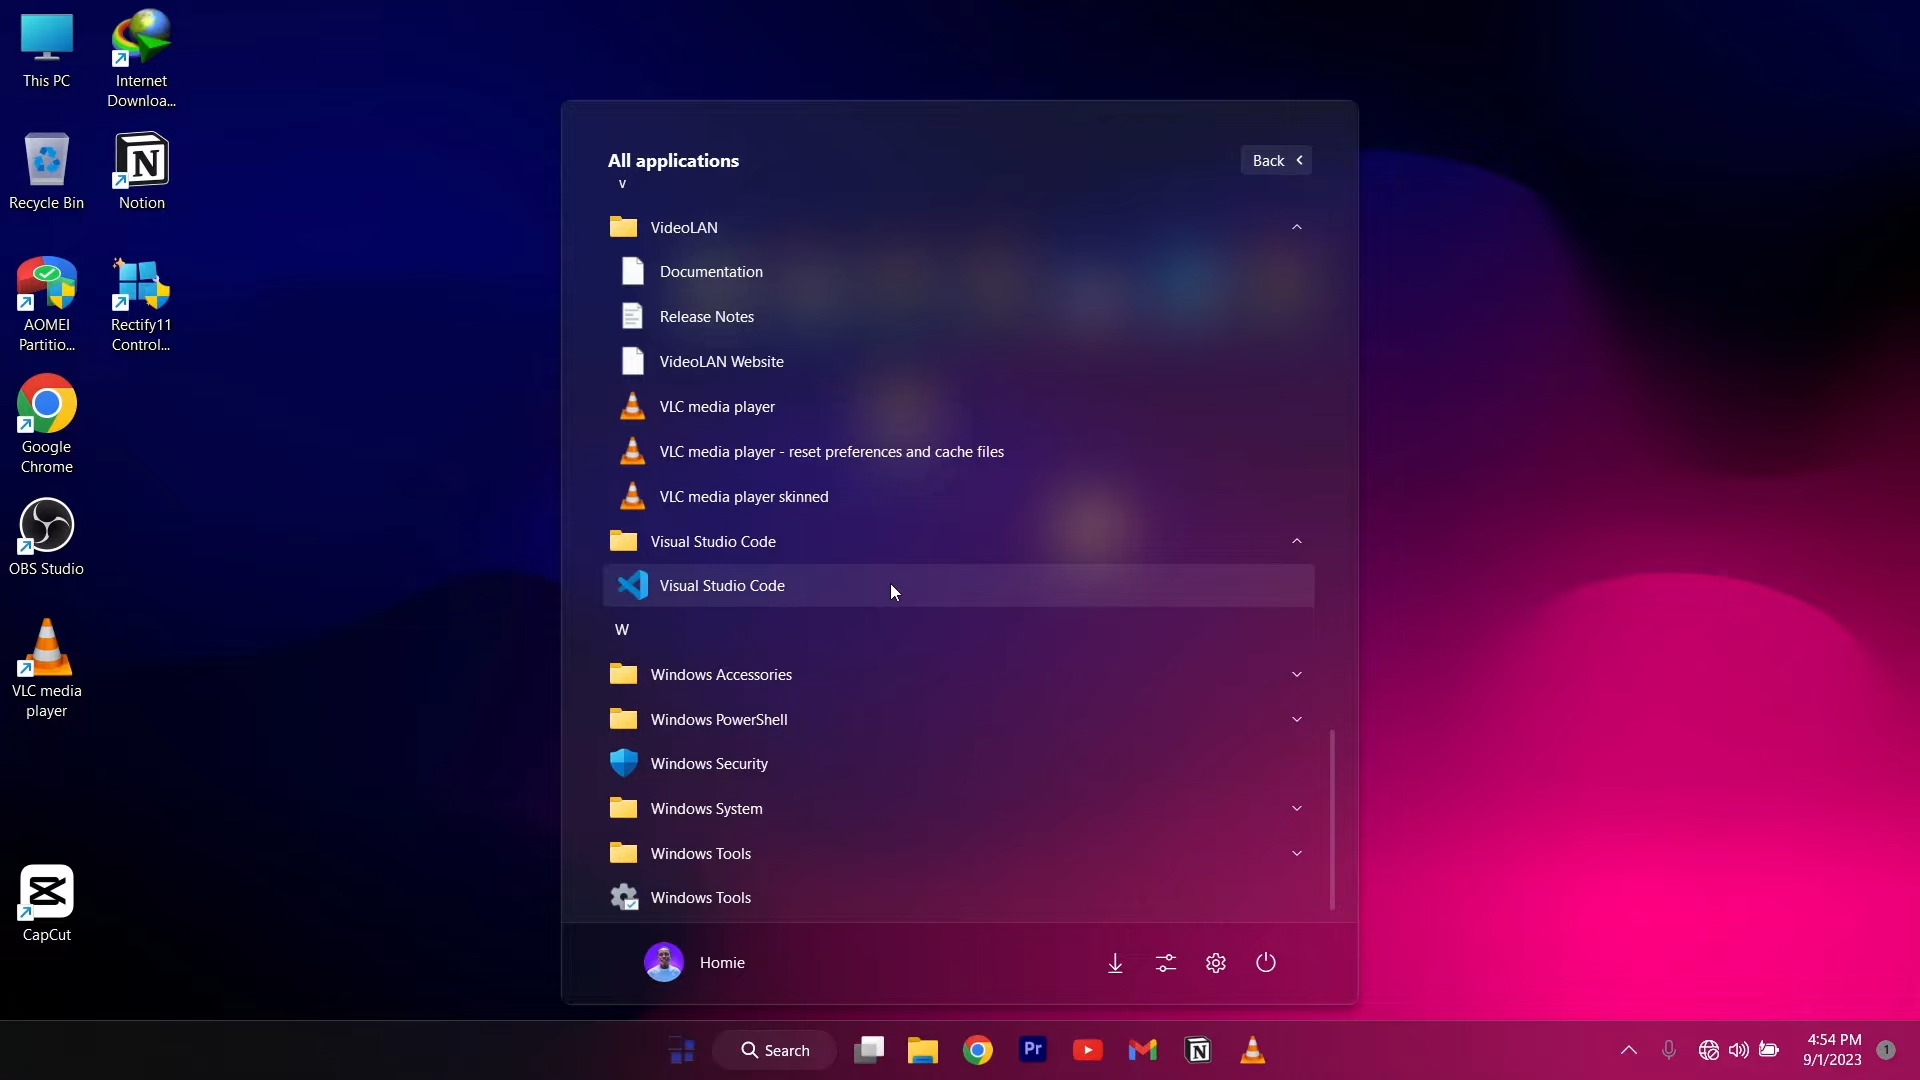 This PC
Internet
Downloa...
Recycle Bin
Notion
AOMEI
Partitio...
Rectify11
Control...
Google
Chrome
OBS Studio
VLC media
player
CapCut
All applications
Back
V
VideoLAN
Documentation
Release Notes
VideoLAN Website
VLC media player
VLC media player - reset preferences and cache files
VLC media player skinned
Visual Studio Code
Visual Studio Code
W
Windows Accessories
Windows PowerShell
Windows Security
Windows System
Windows Tools
Windows Tools
Homie
Search
Pr
4:54 PM
9/1/2023
1